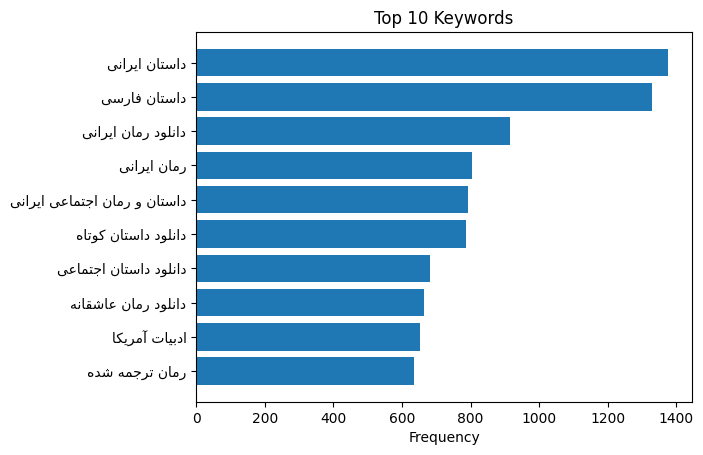 Top 10 Keywords
داستان ایرانی
داستان فارسی
دانلود رمان ایرانی
رمان ایرانی
داستان و رمان اجتماعی ایرانی
دانلود داستان کوتاه
دانلود داستان اجتماعی
دانلود رمان عاشقانه
ادبیات آمریکا
رمان ترجمه شده
0 200 400 600 800 1000 1200 1400
Frequency